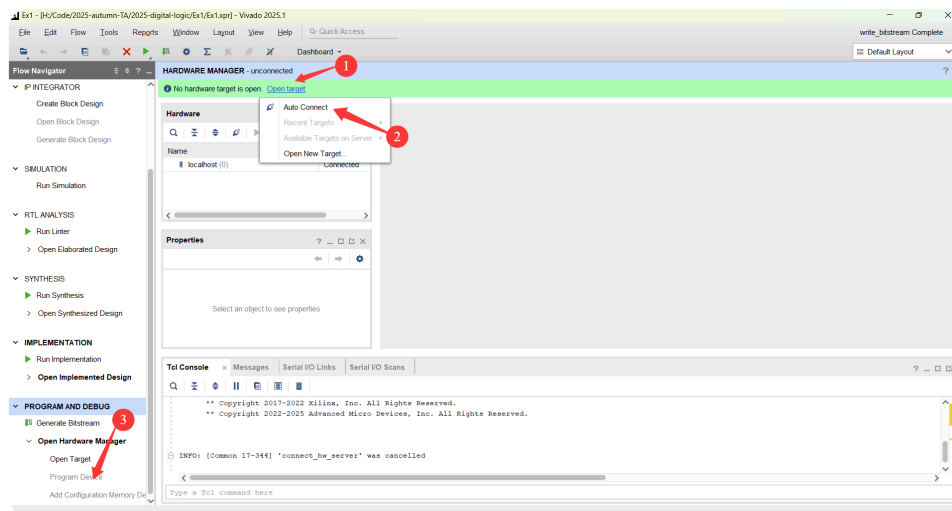 Ex1 - [H:/Code/2025-autumn-TA/2025-digital-logic/Ex1/Ex1.xpr] - Vivado 2025.1
File Edit Flow Tools Reports Window Layout View Help Quick Access
write_bitstream Complete
Dashboard
Default Layout
Flow Navigator
HARDWARE MANAGER - unconnected
1
No hardware target is open. Open target
IP INTEGRATOR
Create Block Design
Open Block Design
Generate Block Design
SIMULATION
Run Simulation
RTL ANALYSIS
Run Linter
Open Elaborated Design
SYNTHESIS
Run Synthesis
Open Synthesized Design
IMPLEMENTATION
Run Implementation
Open Implemented Design
PROGRAM AND DEBUG
3
Generate Bitstream
Open Hardware Manager
Open Target
Program Device
Add Configuration Memory De
Hardware
Name
localhost (0) Connected
Auto Connect
Recent Targets
Available Targets on Server
2
Open New Target...
Properties
Select an object to see properties
Tcl Console Messages Serial I/O Links Serial I/O Scans
** Copyright 2017-2022 Xilinx, Inc. All Rights Reserved.
** Copyright 2022-2025 Advanced Micro Devices, Inc. All Rights Reserved.
INFO: [Common 17-344] 'connect_hw_server' was cancelled
Type a Tcl command here